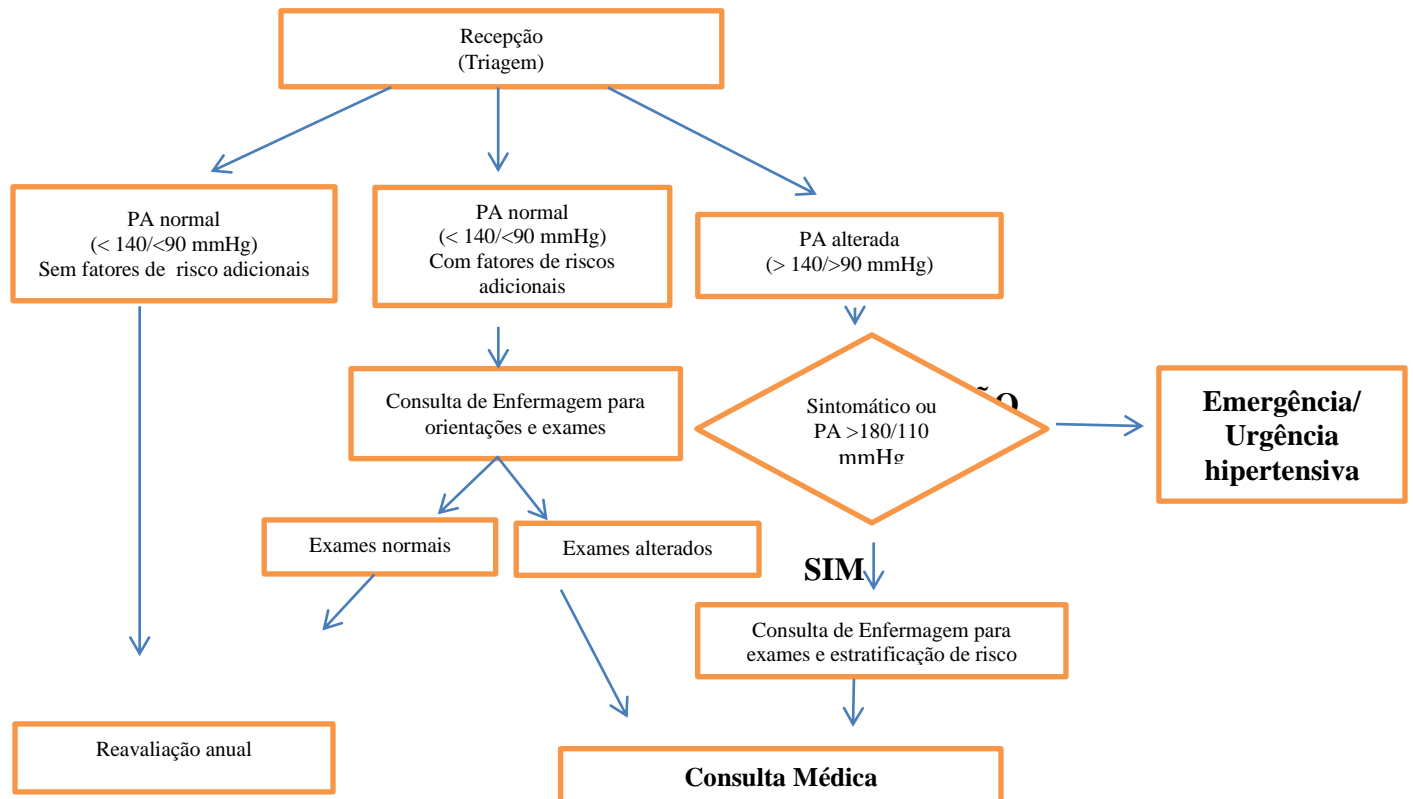 Recepção
(Triagem)
PA normal
(< 140/<90 mmHg)
Sem fatores de risco adicionais
PA normal
(< 140/<90 mmHg)
Com fatores de riscos
adicionais
PA alterada
(> 140/>90 mmHg)
Consulta de Enfermagem para
orientações e exames
Sintomático ou
PA >180/110
mmHg
Emergência/
Urgência
hipertensiva
Exames normais
Exames alterados
SIM
Consulta de Enfermagem para
exames e estratificação de risco
Reavaliação anual
Consulta Médica